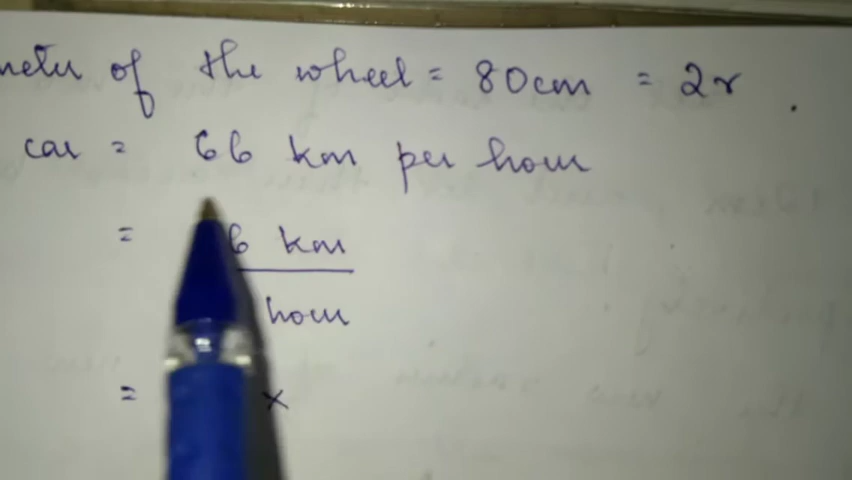 of the wheel = 80cm = 2r .
car = 66 km per hour
= 6 km
hour
= x